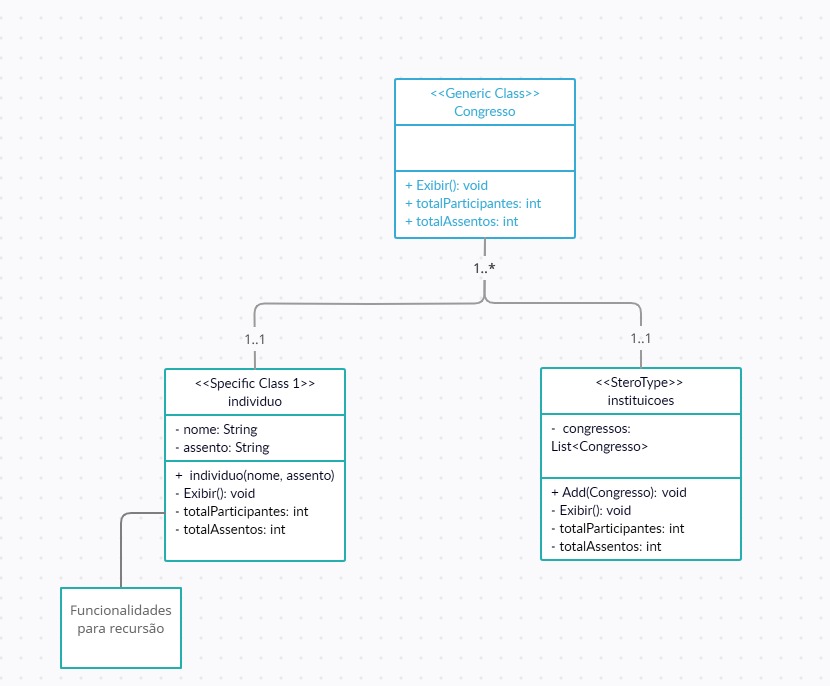 <<Generic Class>>
Congresso
+ Exibir(): void
+ totalParticipantes: int
+ totalAssentos: int
1..*
1..1
1..1
<<Specific Class 1>>
individuo
- nome: String
- assento: String
+ individuo(nome, assento)
- Exibir(): void
- totalParticipantes: int
- totalAssentos: int
<<SteroType>>
instituicoes
- congressos:
List<Congresso>
+ Add(Congresso): void
- Exibir(): void
- totalParticipantes: int
- totalAssentos: int
Funcionalidades
para recursão